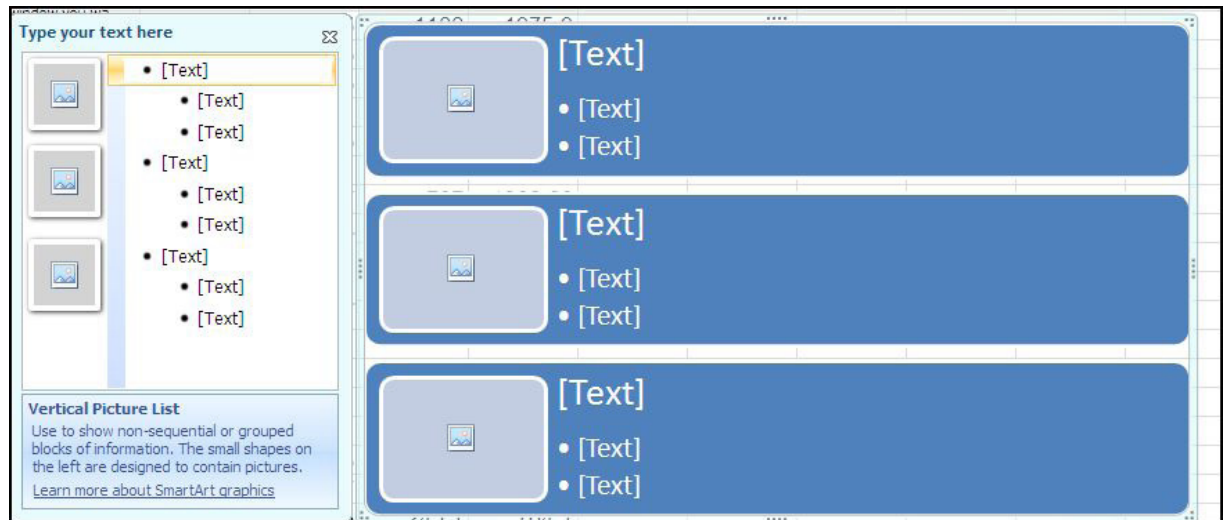 Type your text here
[Text]
[Text]
[Text]
[Text]
[Text]
[Text]
[Text]
[Text]
[Text]
Vertical Picture List
Use to show non-sequential or grouped
blocks of information. The small shapes on
the left are designed to contain pictures.
Learn more about SmartArt graphics
[Text]
• [Text]
• [Text]
[Text]
• [Text]
• [Text]
[Text]
• [Text]
• [Text]